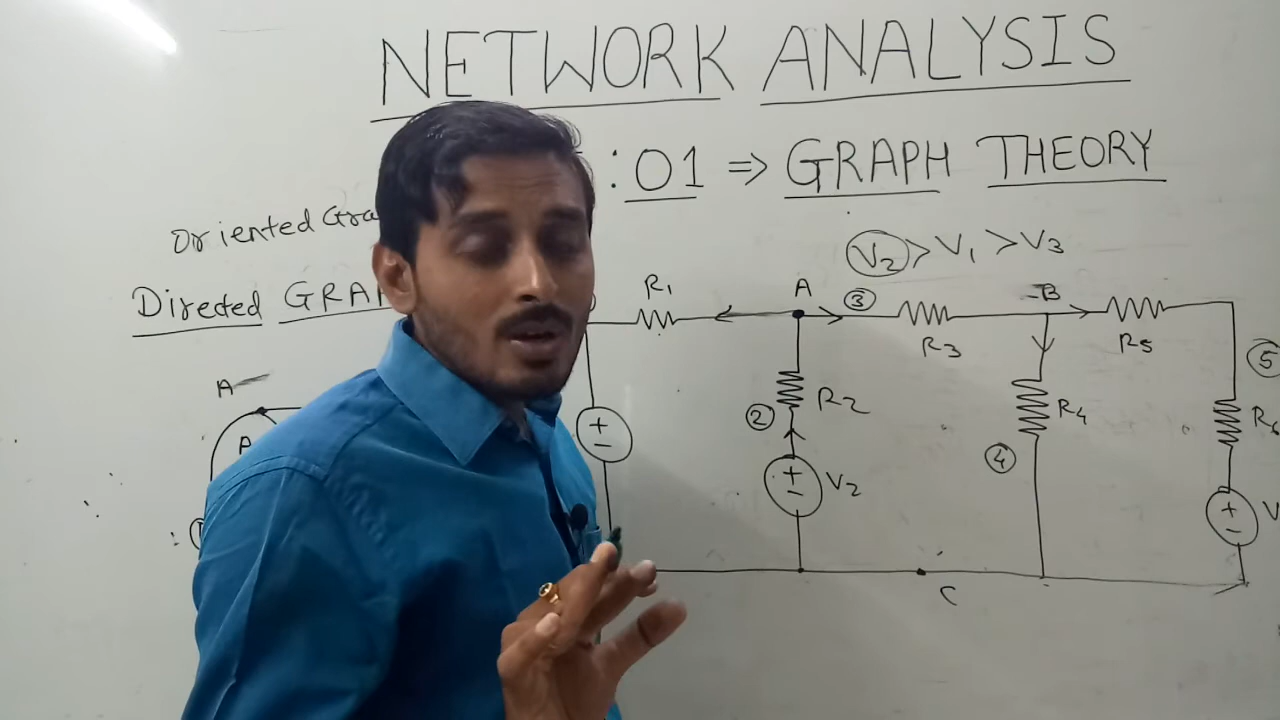 NETWORK ANALYSIS
: 01 => GRAPH THEORY
Oriented Gra
V2 > V1 > V3
Directed GRA
R1
A
3
B
R3
R5
5
A
R2
R4
R6
2
A
4
+
-
+
-
V2
+
-
V
C